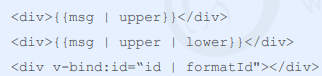 <div>{{msg | upper}}</div>
<div>{{msg | upper | lower}}</div>
<div v-bind:id=“id | formatId"></div>